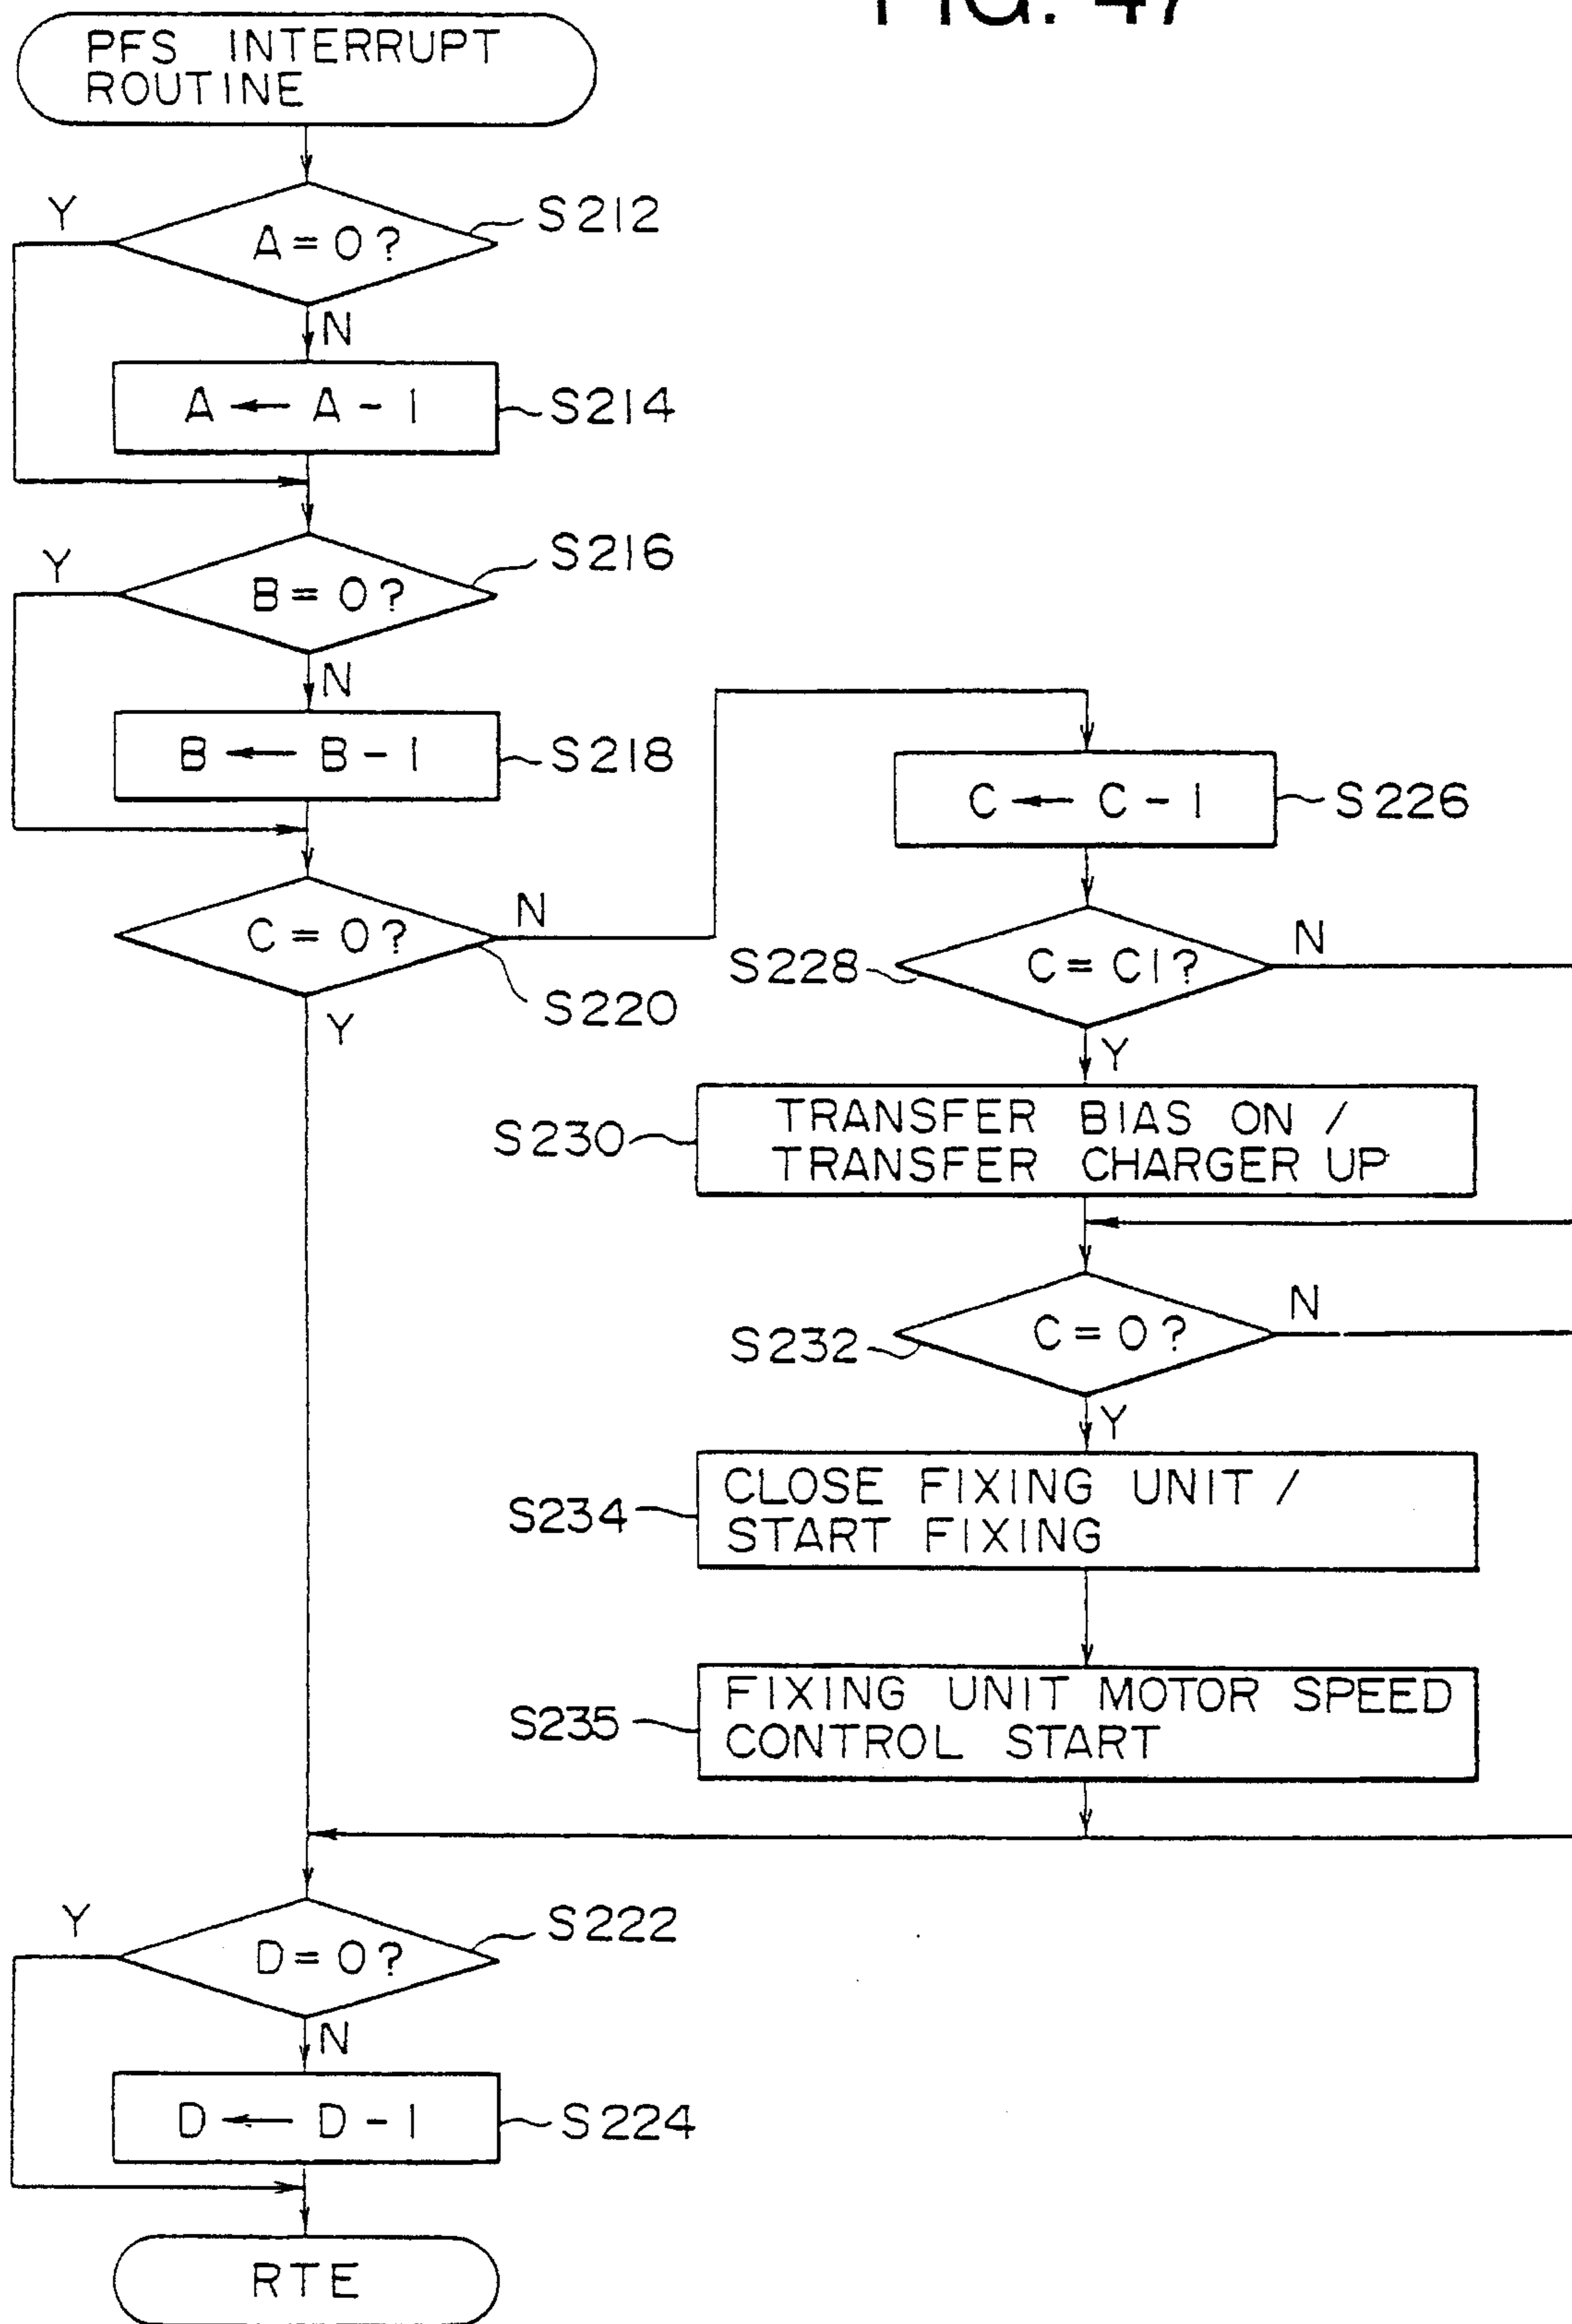 FIG. 47
PFS INTERRUPT
ROUTINE
Y
S212
A = 0 ?
N
A ← A - 1
S214
Y
S216
B = 0 ?
N
B ← B - 1
S218
C = 0 ?
N
S220
Y
C ← C - 1
S226
S228
C = C1 ?
N
Y
S230
TRANSFER BIAS ON /
TRANSFER CHARGER UP
S232
C = 0 ?
N
Y
S234
CLOSE FIXING UNIT /
START FIXING
S235
FIXING UNIT MOTOR SPEED
CONTROL START
Y
S222
D = 0 ?
N
D ← D - 1
S224
RTE